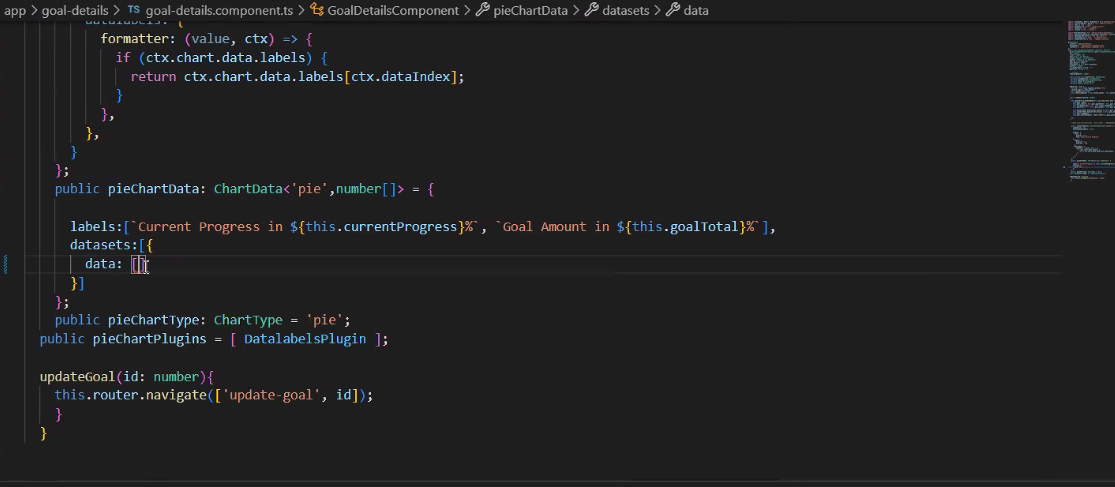 app > goal-details > TS goal-details.component.ts > GoalDetailsComponent > pieChartData > datasets > data
datalabels: {
formatter: (value, ctx) => {
if (ctx.chart.data.labels) {
return ctx.chart.data.labels[ctx.dataIndex];
}
},
},
}
};
public pieChartData: ChartData<'pie',number[]> = {
labels:[`Current Progress in ${this.currentProgress}%`, `Goal Amount in ${this.goalTotal}%`],
datasets:[{
data: []
}]
};
public pieChartType: ChartType = 'pie';
public pieChartPlugins = [ DatalabelsPlugin ];
updateGoal(id: number){
this.router.navigate(['update-goal', id]);
}
}